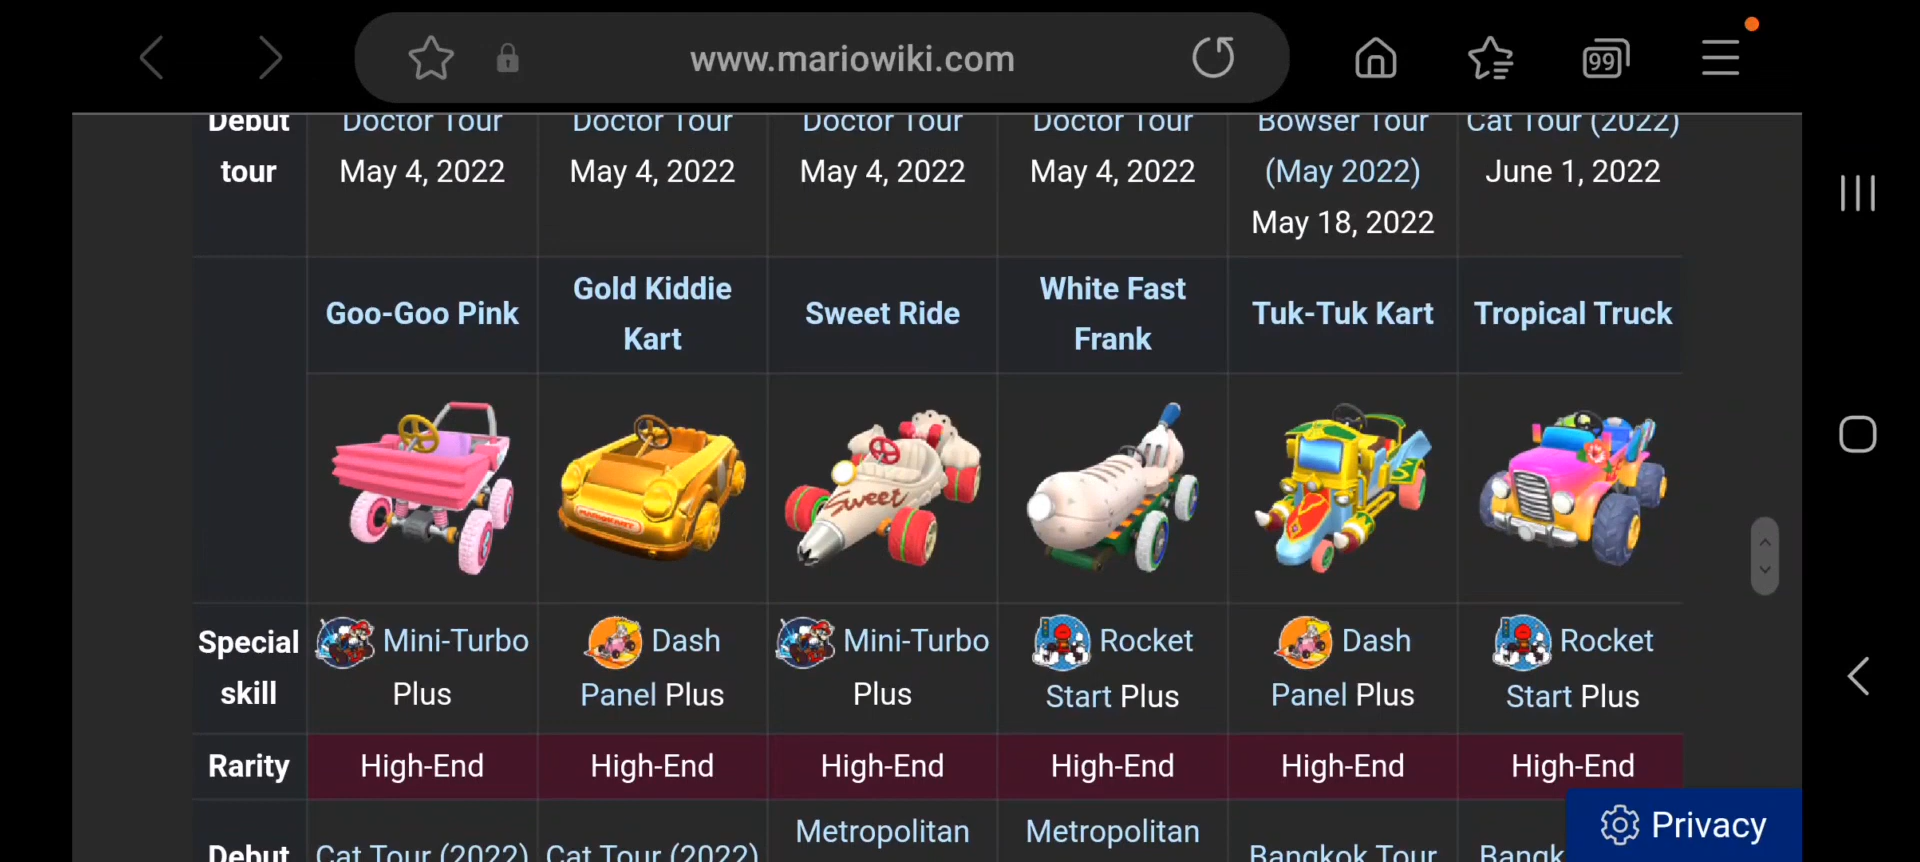 www.mariowiki.com
99
Debut Doctor Tour Doctor Tour Doctor Tour Doctor Tour Bowser Tour Cat Tour (2022)
tour May 4, 2022 May 4, 2022 May 4, 2022 May 4, 2022 (May 2022) June 1, 2022
May 18, 2022
Goo-Goo Pink Gold Kiddie Sweet Ride White Fast Tuk-Tuk Kart Tropical Truck
Kart Frank
MARIO KART
Sweet
Special Mini-Turbo Dash Mini-Turbo Rocket Dash Rocket
skill Plus Panel Plus Plus Start Plus Panel Plus Start Plus
Rarity High-End High-End High-End High-End High-End High-End
Metropolitan Metropolitan
Debut Cat Tour (2022) Cat Tour (2022) Bangkok Tour Bangk
Privacy